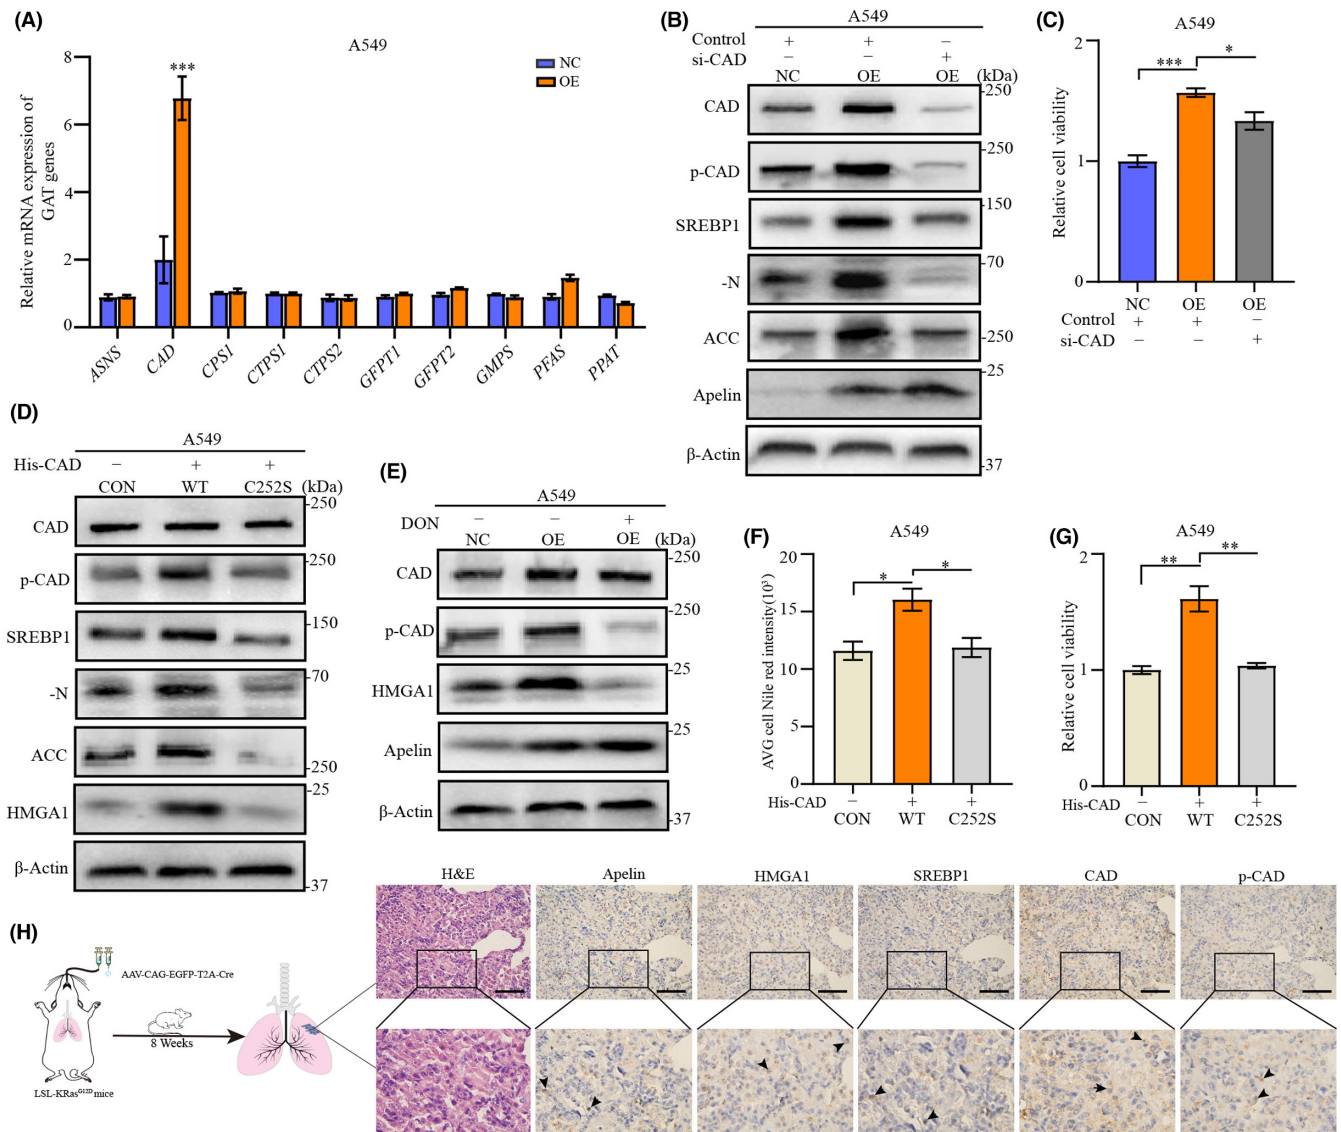 (A)
A549
Relative mRNA expression of
GAT genes
8
6
4
2
0
***
NC
OE
ASNS CAD CPS1 CTPS1 CTPS2 GFPT1 GFPT2 GMPS PFAS PPAT
(B)
A549
Control + + −
si-CAD − − +
NC OE OE (kDa)
CAD -250
p-CAD -250
SREBP1 -150
-N -70
ACC -250
Apelin -25
β-Actin -37
(C)
A549
Relative cell viability
2
1
0
*** *
NC OE OE
Control + + −
si-CAD − − +
(D)
A549
His-CAD − + +
CON WT C252S (kDa)
CAD -250
p-CAD -250
SREBP1 -150
-N -70
ACC -250
HMGA1 -25
β-Actin -37
(E)
A549
DON − − +
NC OE OE (kDa)
CAD -250
p-CAD -250
HMGA1 -25
Apelin -25
β-Actin -37
(F)
A549
AVG cell Nile red intensity(10³)
20
15
10
5
0
* *
His-CAD − + +
CON WT C252S
(G)
A549
Relative cell viability
2
1
0
** **
His-CAD − + +
CON WT C252S
(H)
AAV-CAG-EGFP-T2A-Cre
8 Weeks
LSL-KRasG12D mice
H&E Apelin HMGA1 SREBP1 CAD p-CAD